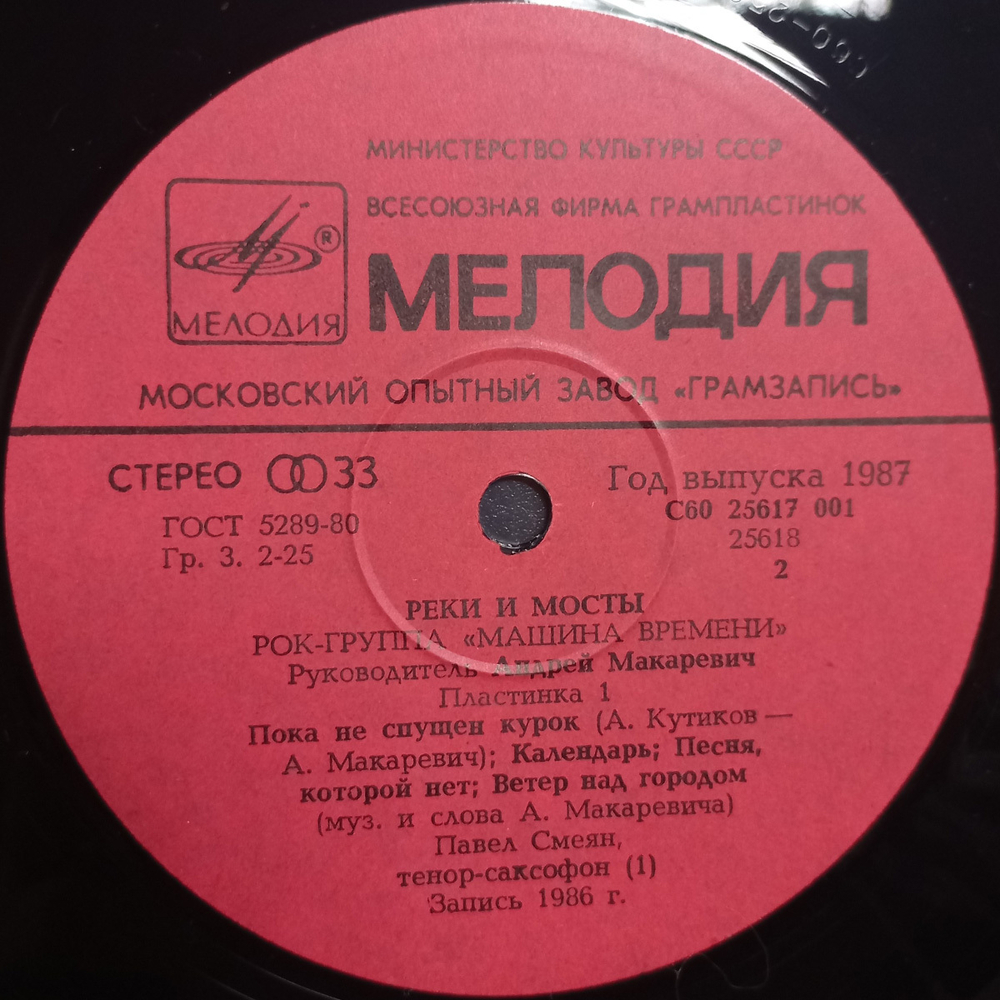 С60-25
МИНИСТЕРСТВО КУЛЬТУРЫ СССР
ВСЕСОЮЗНАЯ ФИРМА ГРАМПЛАСТИНОК
®
МЕЛОДИЯ
МЕЛОДИЯ
МОСКОВСКИЙ ОПЫТНЫЙ ЗАВОД «ГРАМЗАПИСЬ»
СТЕРЕО 33
Год выпуска 1987
ГОСТ 5289-80
С60 25617 001
Гр. 3. 2-25
25618
2
РЕКИ И МОСТЫ
РОК-ГРУППА «МАШИНА ВРЕМЕНИ»
Руководитель Андрей Макаревич
Пластинка 1
Пока не спущен курок (А. Кутиков —
А. Макаревич); Календарь; Песня,
которой нет; Ветер над городом
(муз. и слова А. Макаревича)
Павел Смеян,
тенор-саксофон (1)
Запись 1986 г.